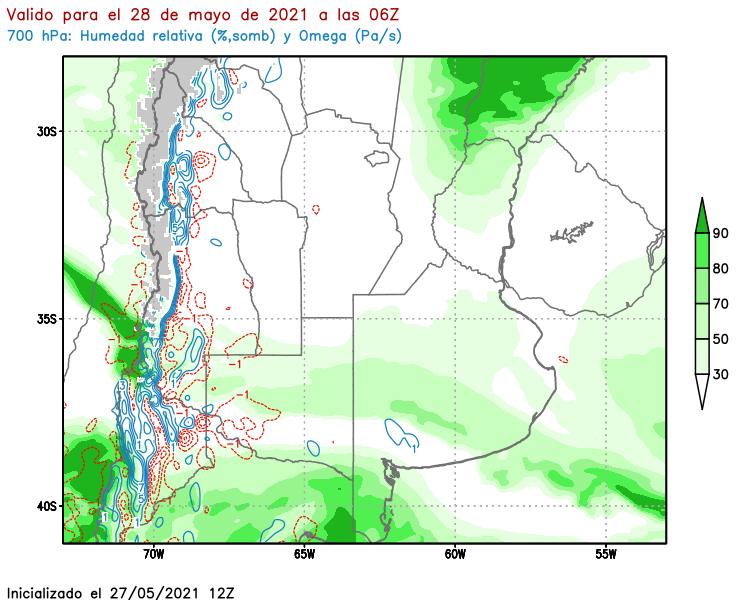 Valido para el 28 de mayo de 2021 a las 06Z
700 hPa: Humedad relativa (%,somb) y Omega (Pa/s)
30S
35S
40S
70W
65W
60W
55W
90
80
70
50
30
-1
-1
-1
-1
1
1
1
3
5
Inicializado el 27/05/2021 12Z